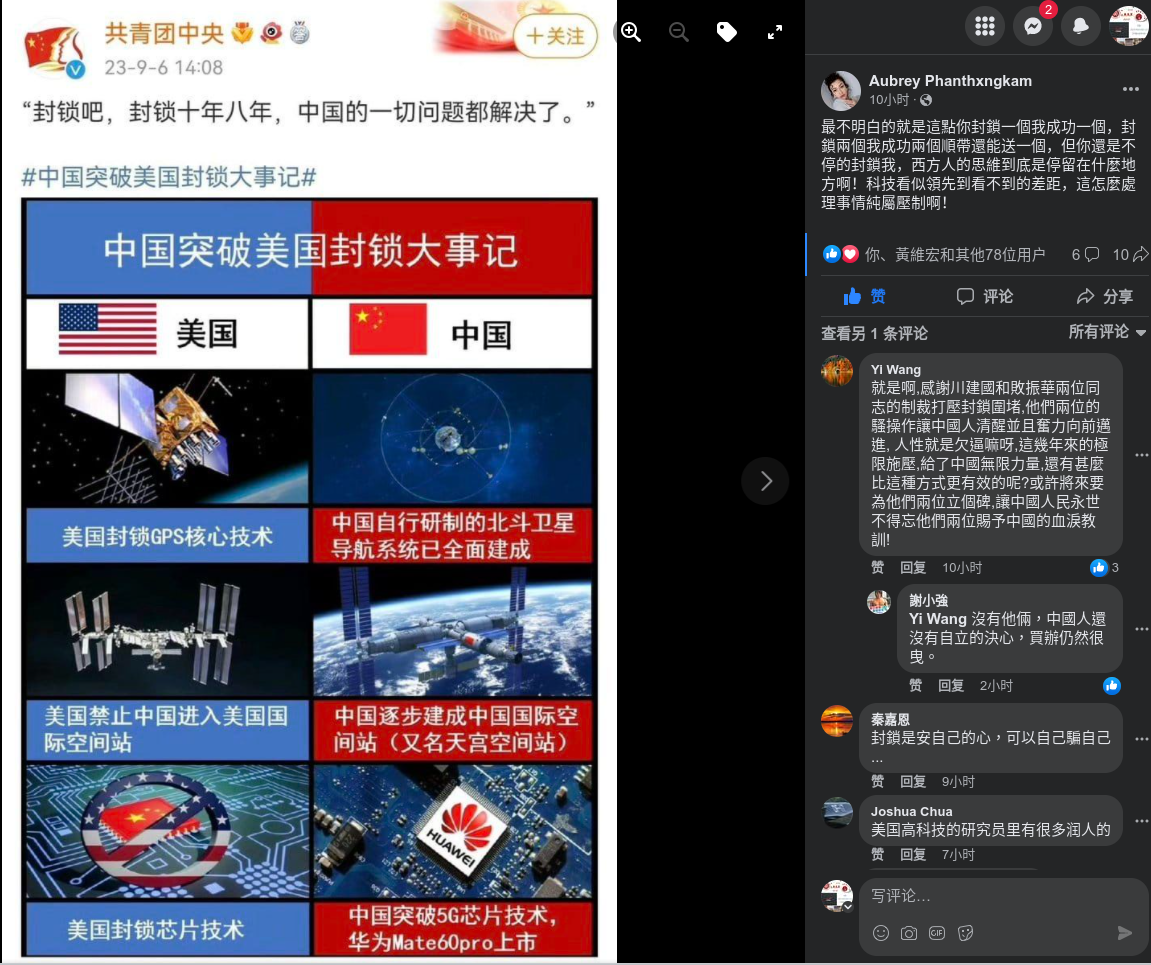 共青团中央
23-9-6 14:08
+关注
“封锁吧，封锁十年八年，中国的一切问题都解决了。”
#中国突破美国封锁大事记#
中国突破美国封锁大事记
美国
中国
美国封锁GPS核心技术
中国自行研制的北斗卫星
导航系统已全面建成
美国禁止中国进入美国国
际空间站
中国逐步建成中国国际空
间站（又名天宫空间站）
HUAWEI
美国封锁芯片技术
中国突破5G芯片技术，
华为Mate60pro上市
2
Aubrey Phanthxngkam
10小时 ·
最不明白的就是這點你封鎖一個我成功一個，封
鎖兩個我成功兩個順帶還能送一個，但你還是不
停的封鎖我，西方人的思維到底是停留在什麼地
方啊！科技看似領先到看不到的差距，這怎麼處
理事情純屬壓制啊！
你、黃維宏和其他78位用户
6
10
赞
评论
分享
查看另 1 条评论
所有评论
Yi Wang
就是啊,感謝川建國和敗振華兩位同
志的制裁打壓封鎖圍堵,他們兩位的
騷操作讓中國人清醒並且奮力向前邁
進, 人性就是欠逼嘛呀,這幾年來的極
限施壓,給了中國無限力量,還有甚麼
比這種方式更有效的呢?或許將來要
為他們兩位立個碑,讓中國人民永世
不得忘他們兩位賜予中國的血淚教
訓!
赞 回复 10小时
3
謝小強
Yi Wang 沒有他倆，中國人還
沒有自立的決心，買辦仍然很
曳。
赞 回复 2小时
秦嘉恩
封鎖是安自己的心，可以自己騙自己
...
赞 回复 9小时
Joshua Chua
美国高科技的研究员里有很多润人的
赞 回复 7小时
写评论…
GIF